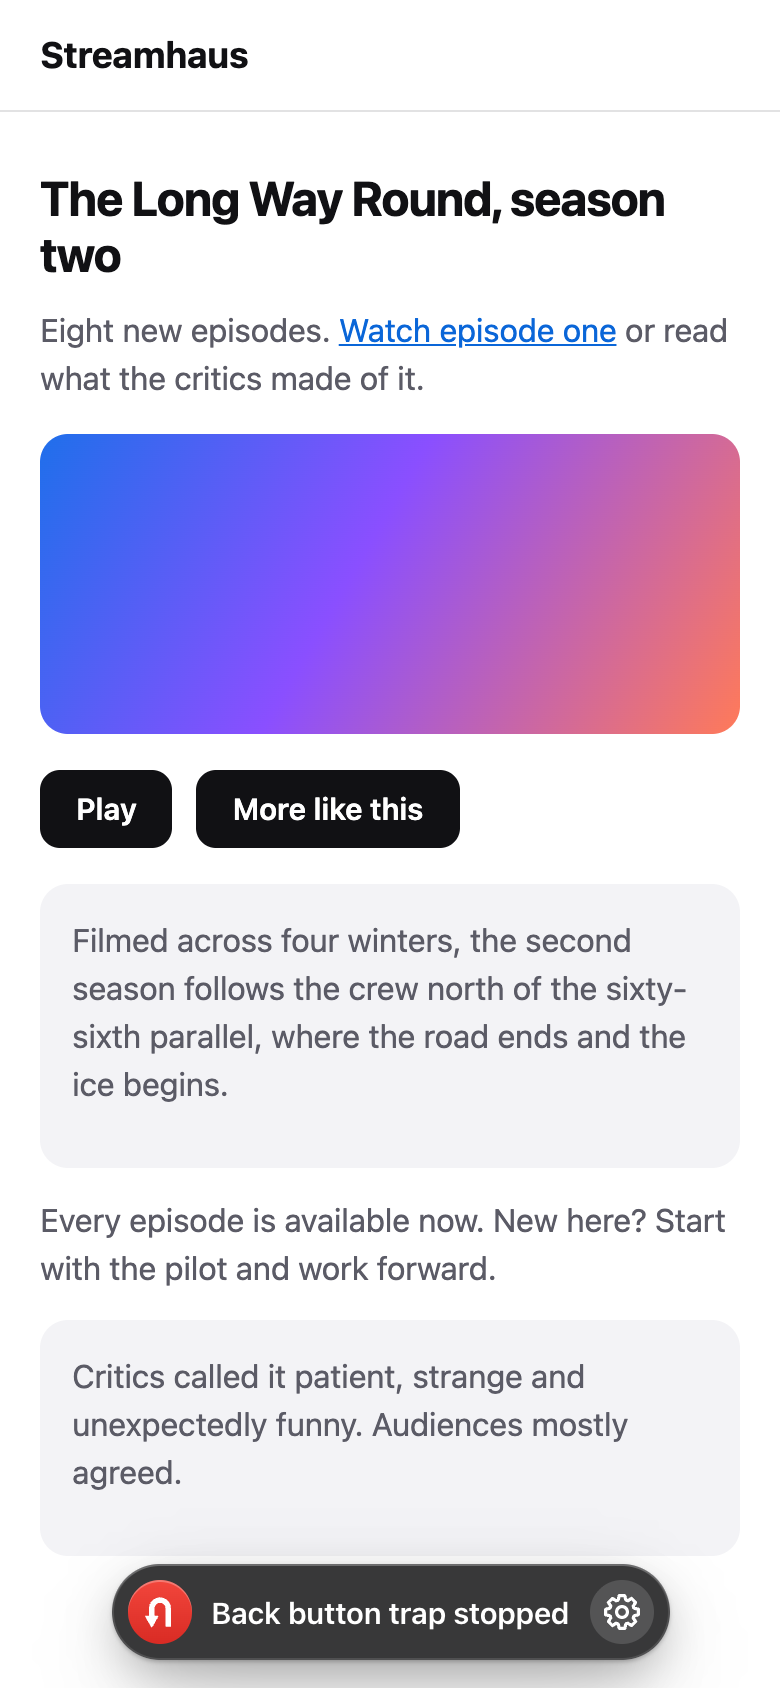 Streamhaus
The Long Way Round, season
two
Eight new episodes. Watch episode one or read
what the critics made of it.
Play
More like this
Filmed across four winters, the second
season follows the crew north of the sixty-
sixth parallel, where the road ends and the
ice begins.
Every episode is available now. New here? Start
with the pilot and work forward.
Critics called it patient, strange and
unexpectedly funny. Audiences mostly
agreed.
Back button trap stopped